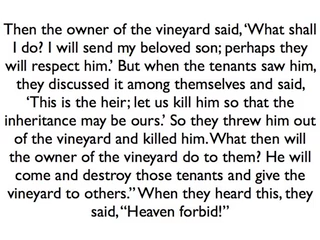 Then the owner of the vineyard said, ‘What shall
I do? I will send my beloved son; perhaps they
will respect him.’ But when the tenants saw him,
they discussed it among themselves and said,
‘This is the heir; let us kill him so that the
inheritance may be ours.’ So they threw him out
of the vineyard and killed him. What then will
the owner of the vineyard do to them? He will
come and destroy those tenants and give the
vineyard to others.” When they heard this, they
said, “Heaven forbid!”